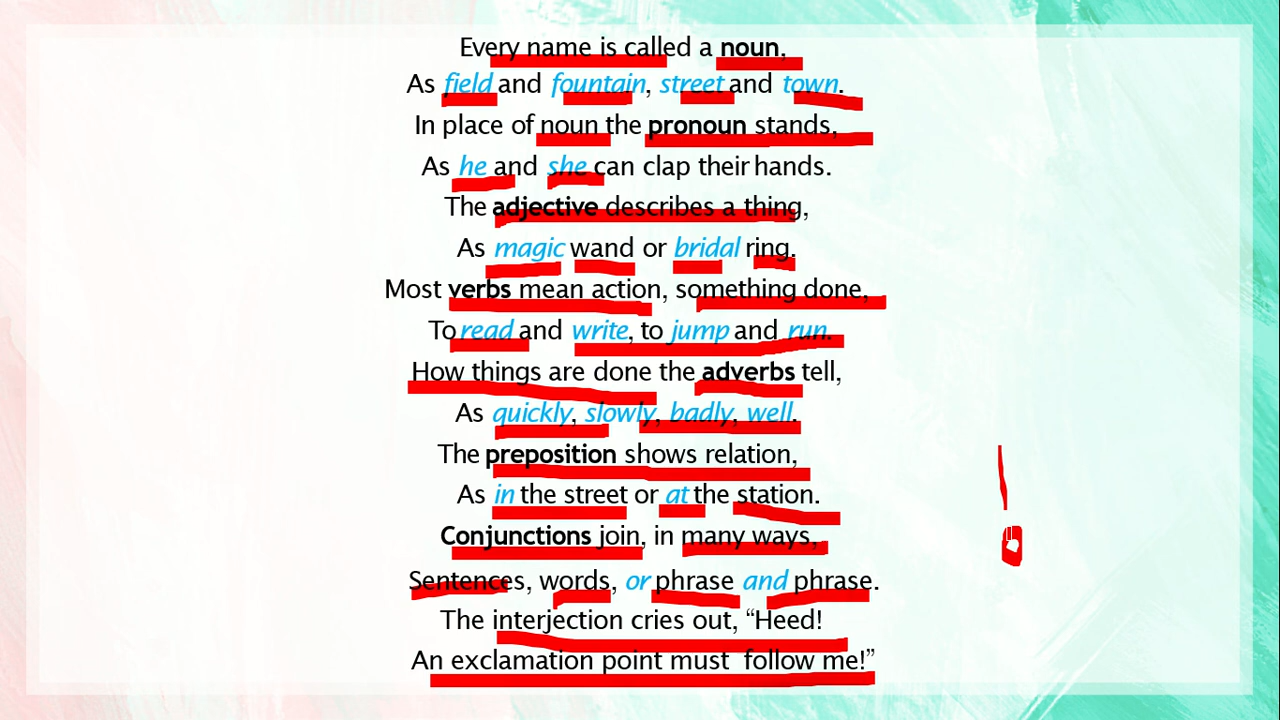 Every name is called a noun,
As field and fountain, street and town.
In place of noun the pronoun stands,
As he and she can clap their hands.
The adjective describes a thing,
As magic wand or bridal ring.
Most verbs mean action, something done,
To read and write, to jump and run.
How things are done the adverbs tell,
As quickly, slowly, badly, well.
The preposition shows relation,
As in the street or at the station.
Conjunctions join, in many ways,
Sentences, words, or phrase and phrase.
The interjection cries out, “Heed!
An exclamation point must follow me!”